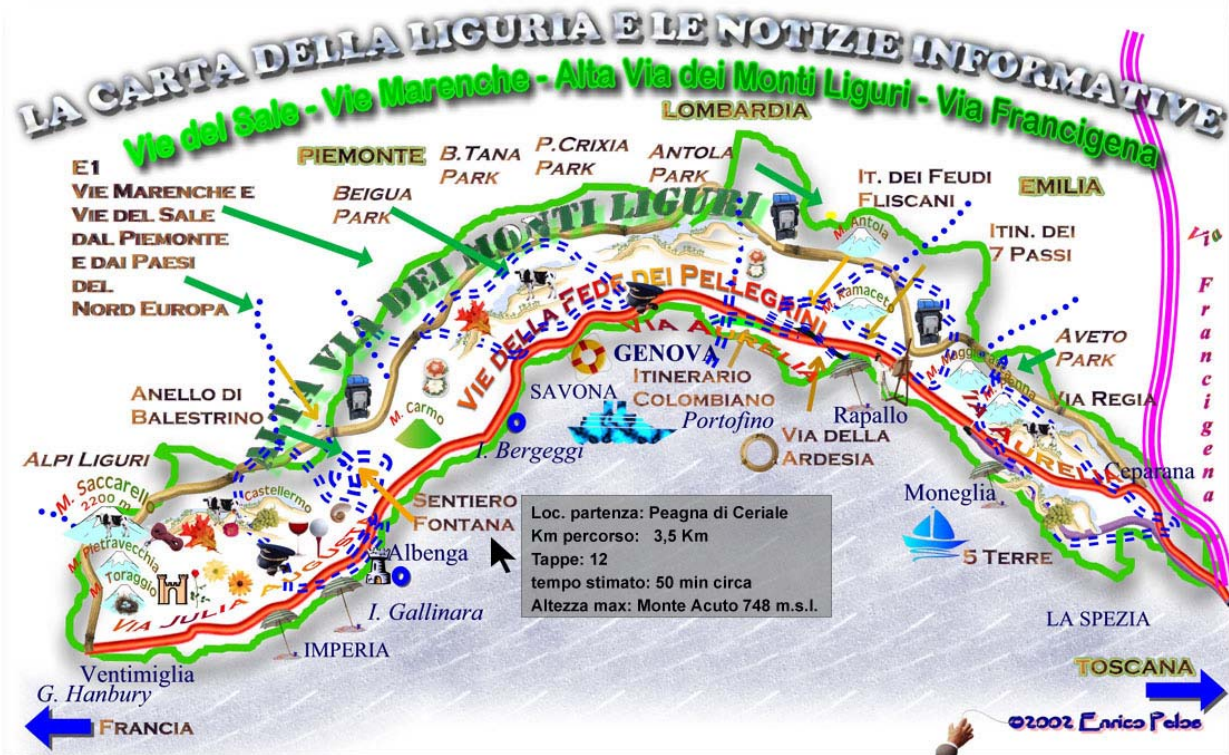 LA CARTA DELLA LIGURIA E LE NOTIZIE INFORMATIVE
Vie del Sale - Vie Marenche - Alta Via dei Monti Liguri - Via Francigena
LOMBARDIA
PIEMONTE
B.TANA
PARK
P.CRIXIA
PARK
ANTOLA
PARK
E1
VIE MARENCHE E
VIE DEL SALE
DAL PIEMONTE
E DAI PAESI
DEL
NORD EUROPA
BEIGUA
PARK
IT. DEI FEUDI
FLISCANI
EMILIA
ITIN. DEI
7 PASSI
Via Francigena
ALTA VIA DEI MONTI LIGURI
M. Antola
M. Ramaceto
VIE DELLA FEDE DEI PELLEGRINI
VIA AURELIA
GENOVA
SAVONA
ITINERARIO
COLOMBIANO
Portofino
Rapallo
AVETO
PARK
VIA REGIA
VIA AURELIA
Ceparana
ANELLO DI
BALESTRINO
M. Carmo
I. Bergeggi
VIA DELLA
ARDESIA
Moneglia
5 TERRE
ALPI LIGURI
M. Saccarell
2200 m
Castellermo
M. Pietravecchia
M. Toraggio
VIA JULIA AUGUSTA
SENTIERO
FONTANA
Albenga
I. Gallinara
Loc. partenza: Peagna di Ceriale
Km percorso: 3,5 Km
Tappe: 12
tempo stimato: 50 min circa
Altezza max: Monte Acuto 748 m.s.l.
LA SPEZIA
IMPERIA
Ventimiglia
G. Hanbury
FRANCIA
TOSCANA
©2002 Enrico Pelos